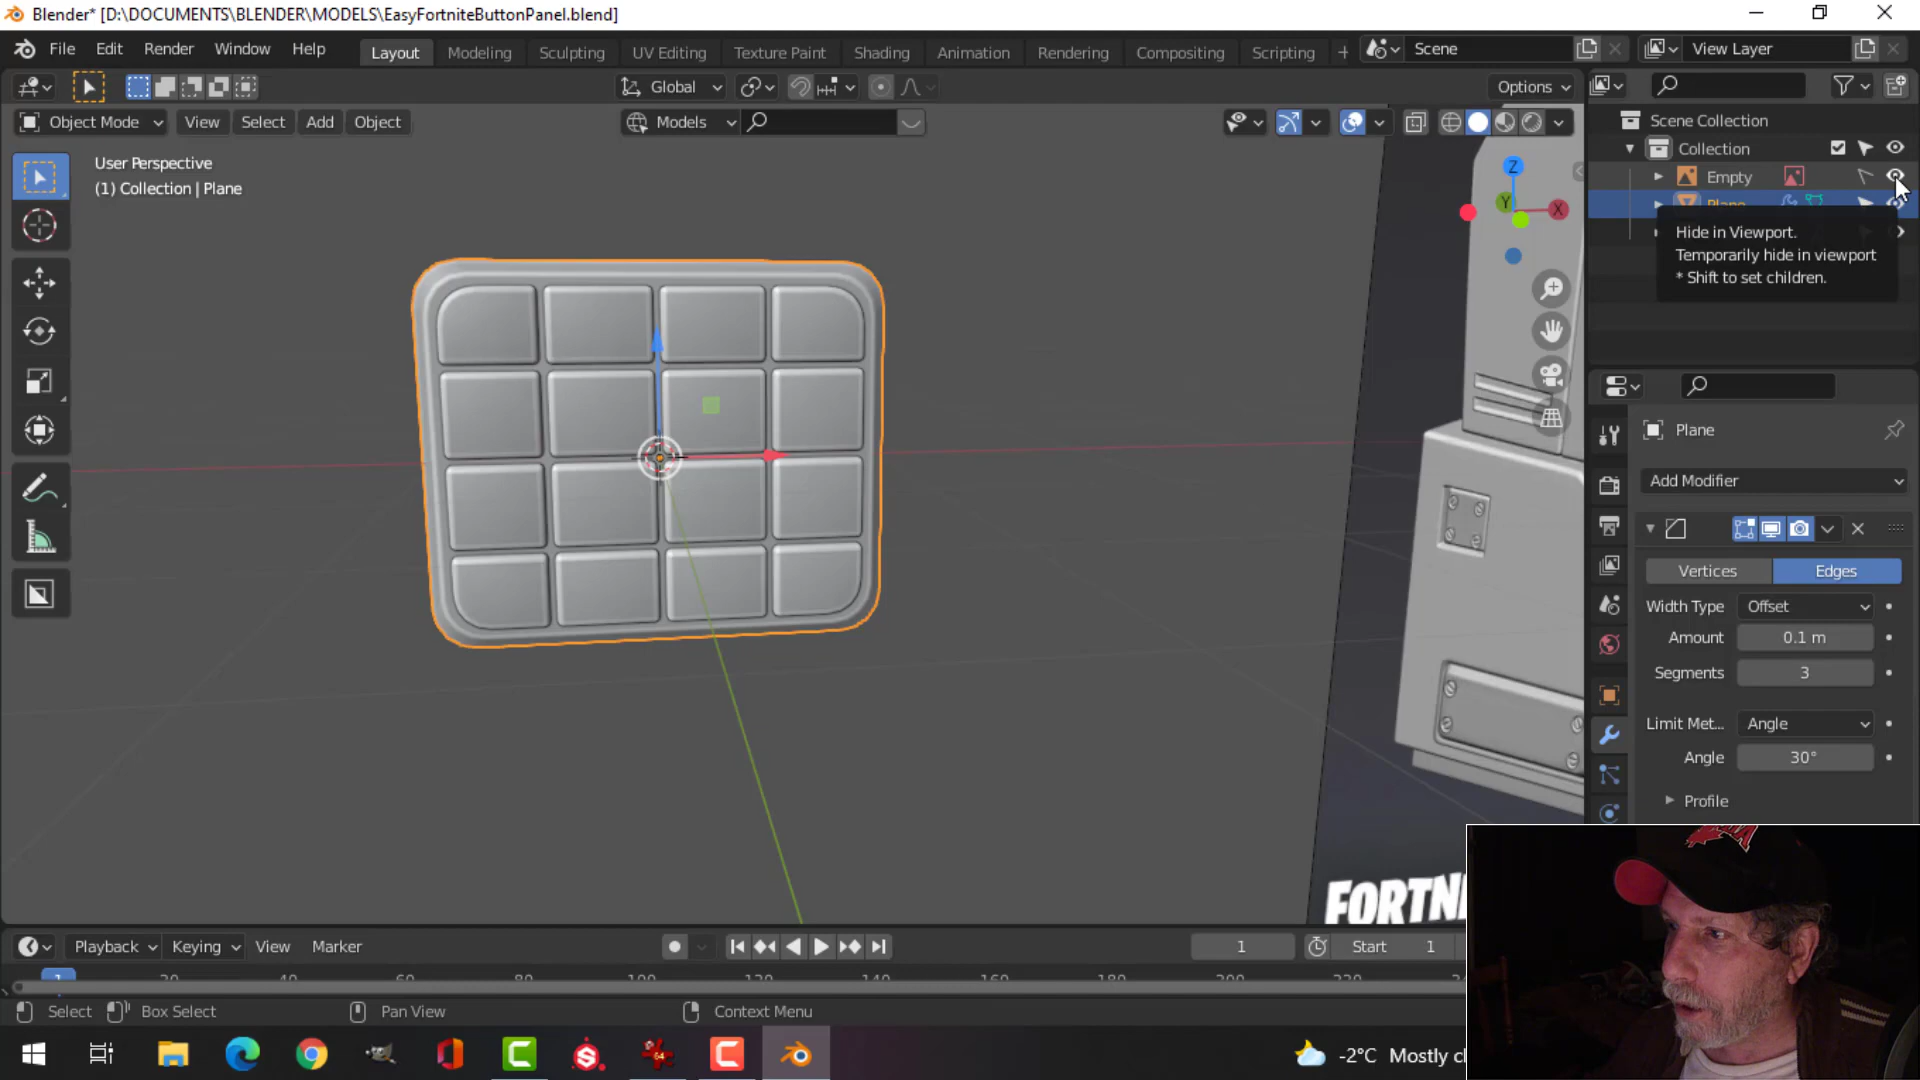 Blender* [D:\DOCUMENTS\BLENDER\MODELS\EasyFortniteButtonPanel.blend]
File Edit Render Window Help Layout Modeling Sculpting UV Editing Texture Paint Shading Animation Rendering Compositing Scripting + Scene View Layer
Global Options
Object Mode View Select Add Object Models
User Perspective
(1) Collection | Plane
Scene Collection
Collection
Empty
Plane
Hide in Viewport.
Temporarily hide in viewport
* Shift to set children.
Z
Y
X
Plane
Add Modifier
Vertices Edges
Width Type Offset
Amount 0.1 m
Segments 3
Limit Met... Angle
Angle 30°
Profile
FORTN
Playback Keying View Marker 1 Start 1
1 20 40 60 80 100 120 140 160 180 200 220
Select Box Select Pan View Context Menu
-2°C Mostly cl